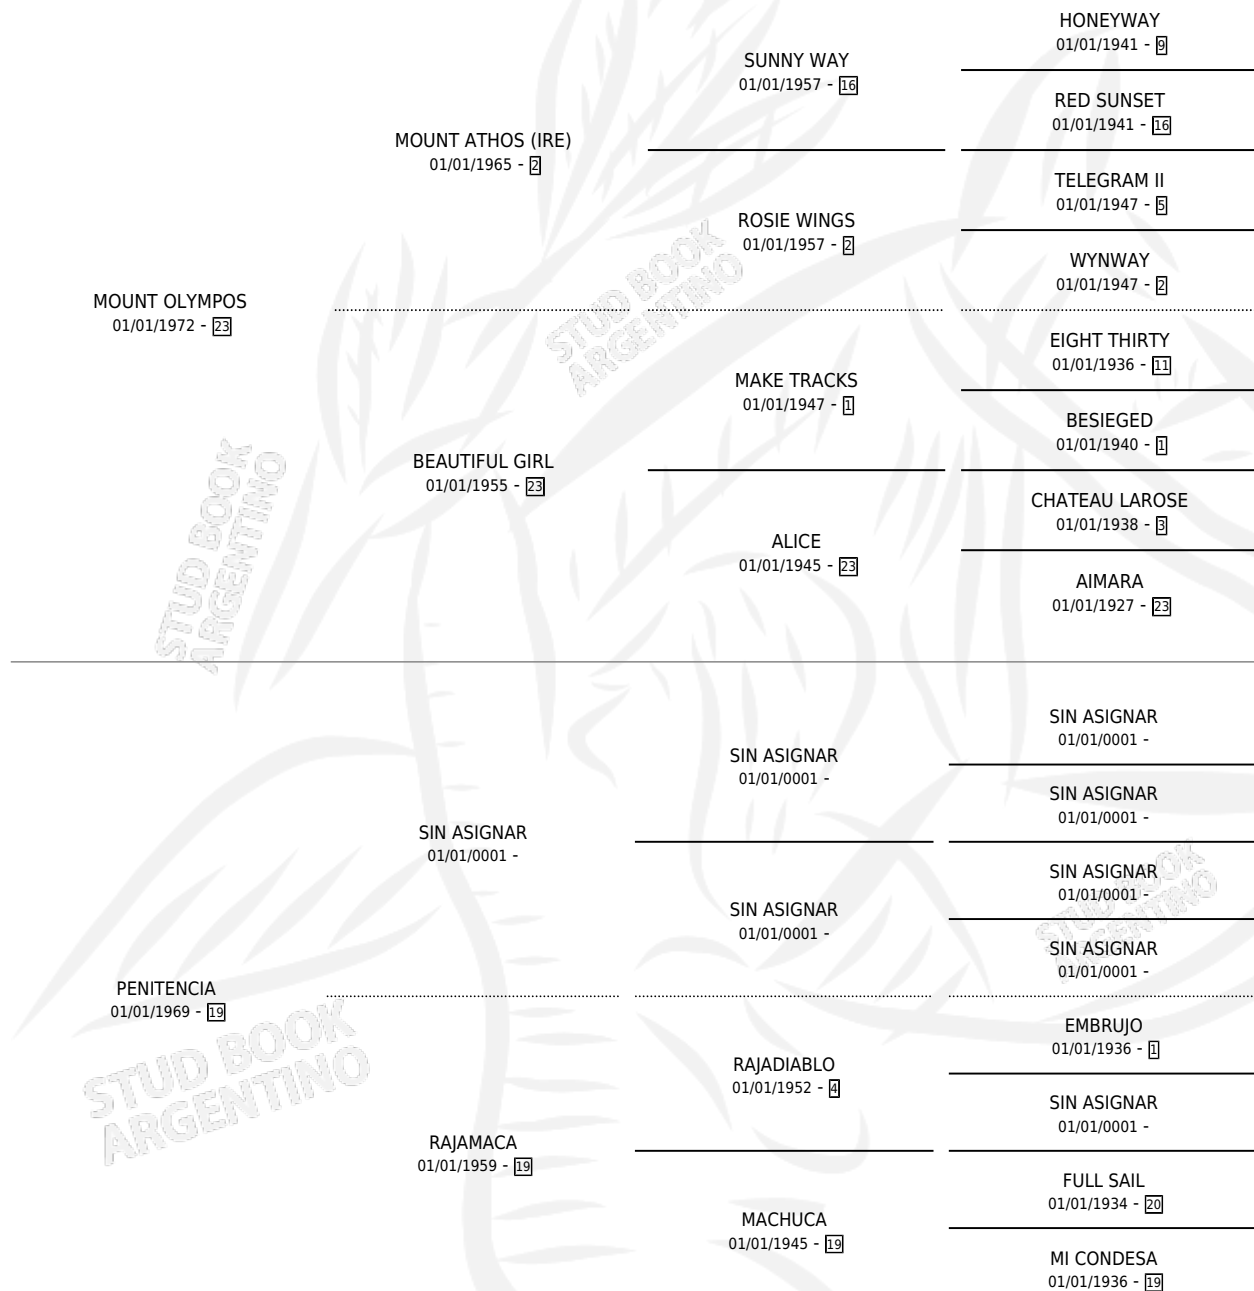 HONEYWAY
01/01/1941 - 9
SUNNY WAY
01/01/1957 - 16
RED SUNSET
01/01/1941 - 16
MOUNT ATHOS (IRE)
01/01/1965 - 2
TELEGRAM II
01/01/1947 - 5
ROSIE WINGS
01/01/1957 - 2
WYNWAY
01/01/1947 - 2
MOUNT OLYMPOS
01/01/1972 - 23
EIGHT THIRTY
01/01/1936 - 11
MAKE TRACKS
01/01/1947 - 1
BESIEGED
01/01/1940 - 1
BEAUTIFUL GIRL
01/01/1955 - 23
CHATEAU LAROSE
01/01/1938 - 3
ALICE
01/01/1945 - 23
AIMARA
01/01/1927 - 23
SIN ASIGNAR
01/01/0001 -
SIN ASIGNAR
01/01/0001 -
SIN ASIGNAR
01/01/0001 -
SIN ASIGNAR
01/01/0001 -
SIN ASIGNAR
01/01/0001 -
SIN ASIGNAR
01/01/0001 -
SIN ASIGNAR
01/01/0001 -
PENITENCIA
01/01/1969 - 19
EMBRUJO
01/01/1936 - 1
RAJADIABLO
01/01/1952 - 4
SIN ASIGNAR
01/01/0001 -
RAJAMACA
01/01/1959 - 19
FULL SAIL
01/01/1934 - 20
MACHUCA
01/01/1945 - 19
MI CONDESA
01/01/1936 - 19
STUD BOOK
ARGENTINO
STUD BOOK
ARGENTINO
STUD BOOK
ARGENTINO
STUD BOOK
ARGENTINO